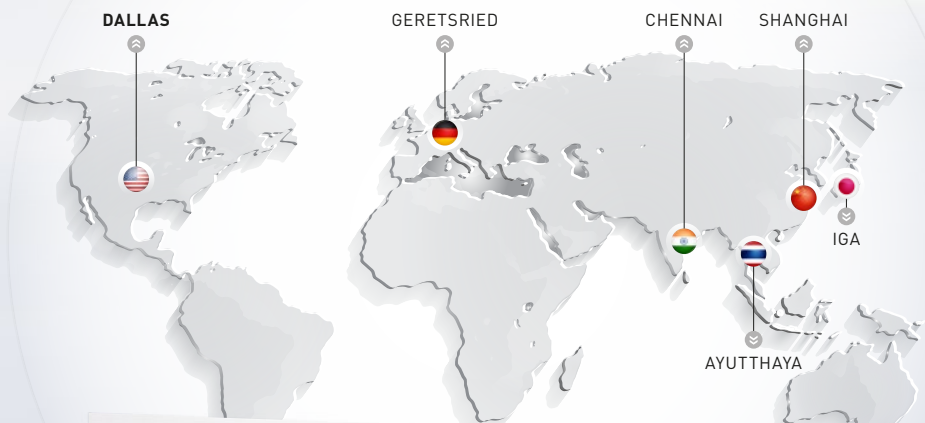 DALLAS
GERETSRIED
CHENNAI
SHANGHAI
IGA
AYUTTHAYA